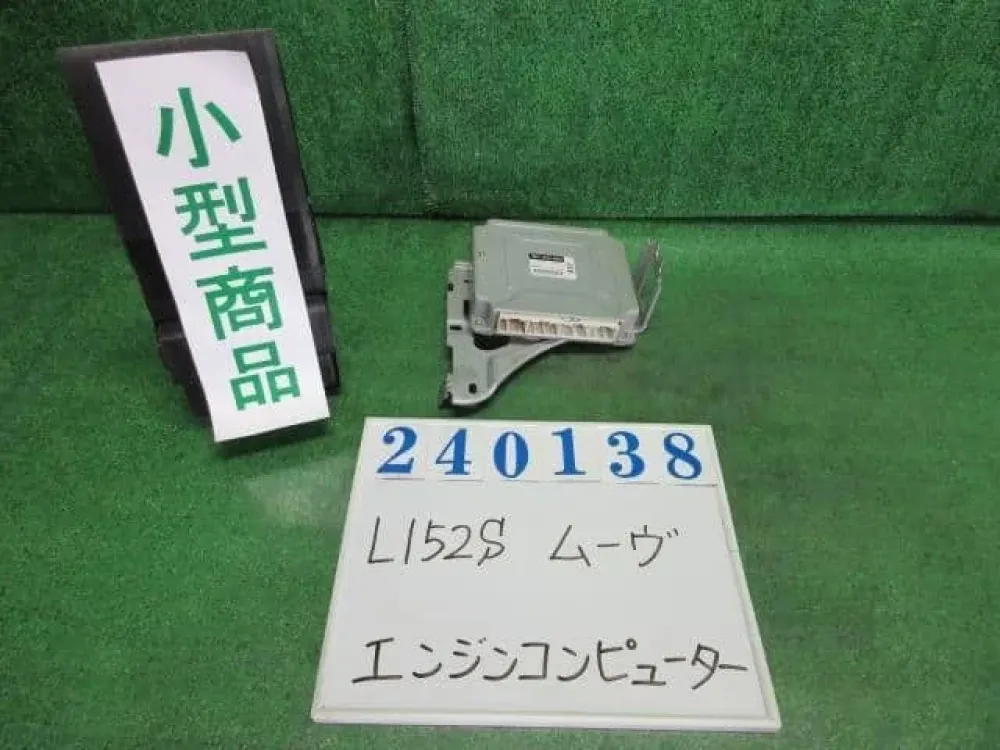 小型商品
240138
L152S ムーヴ
エンジンコンピューター